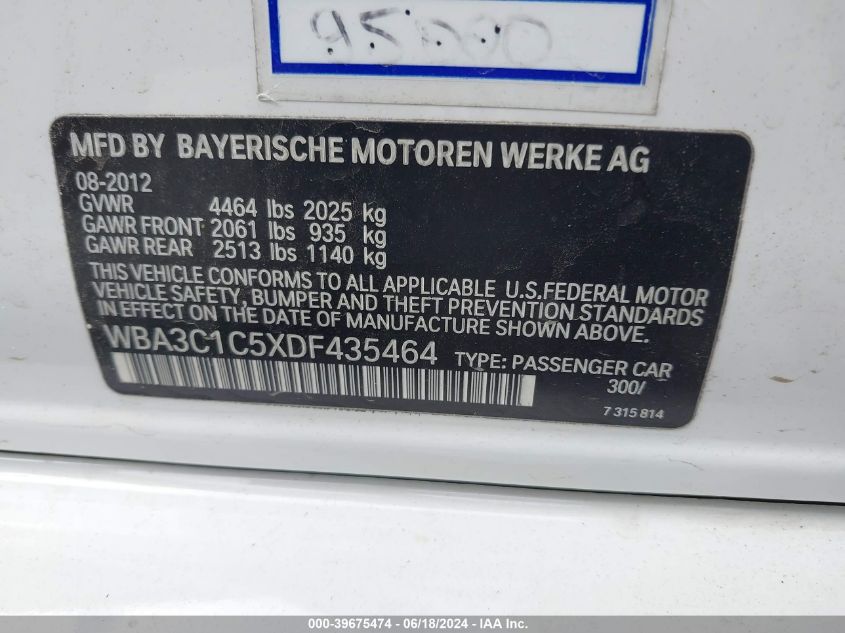 95,000
MFD BY BAYERISCHE MOTOREN WERKE AG
08-2012
GVWR 4464 lbs 2025 kg
GAWR FRONT 2061 lbs 935 kg
GAWR REAR 2513 lbs 1140 kg
THIS VEHICLE CONFORMS TO ALL APPLICABLE U.S.FEDERAL MOTOR
VEHICLE SAFETY, BUMPER AND THEFT PREVENTION STANDARDS
IN EFFECT ON THE DATE OF MANUFACTURE SHOWN ABOVE.
WBA3C1C5XDF435464 TYPE: PASSENGER CAR
300/
7 315 814
000-39675474 - 06/18/2024 - IAA Inc.